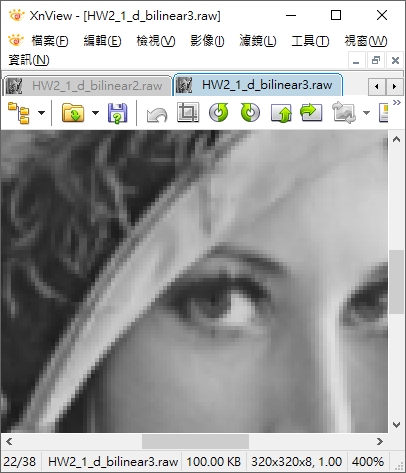 XnView - [HW2_1_d_bilinear3.raw]
檔案(F) 編輯(E) 檢視(V) 影像(I) 濾鏡(L) 工具(T) 視窗(W)
資訊(N)
HW2_1_d_bilinear2.raw HW2_1_d_bilinear3.raw
22/38 HW2_1_d_bilinear3.raw 100.00 KB 320x320x8, 1.00 400%